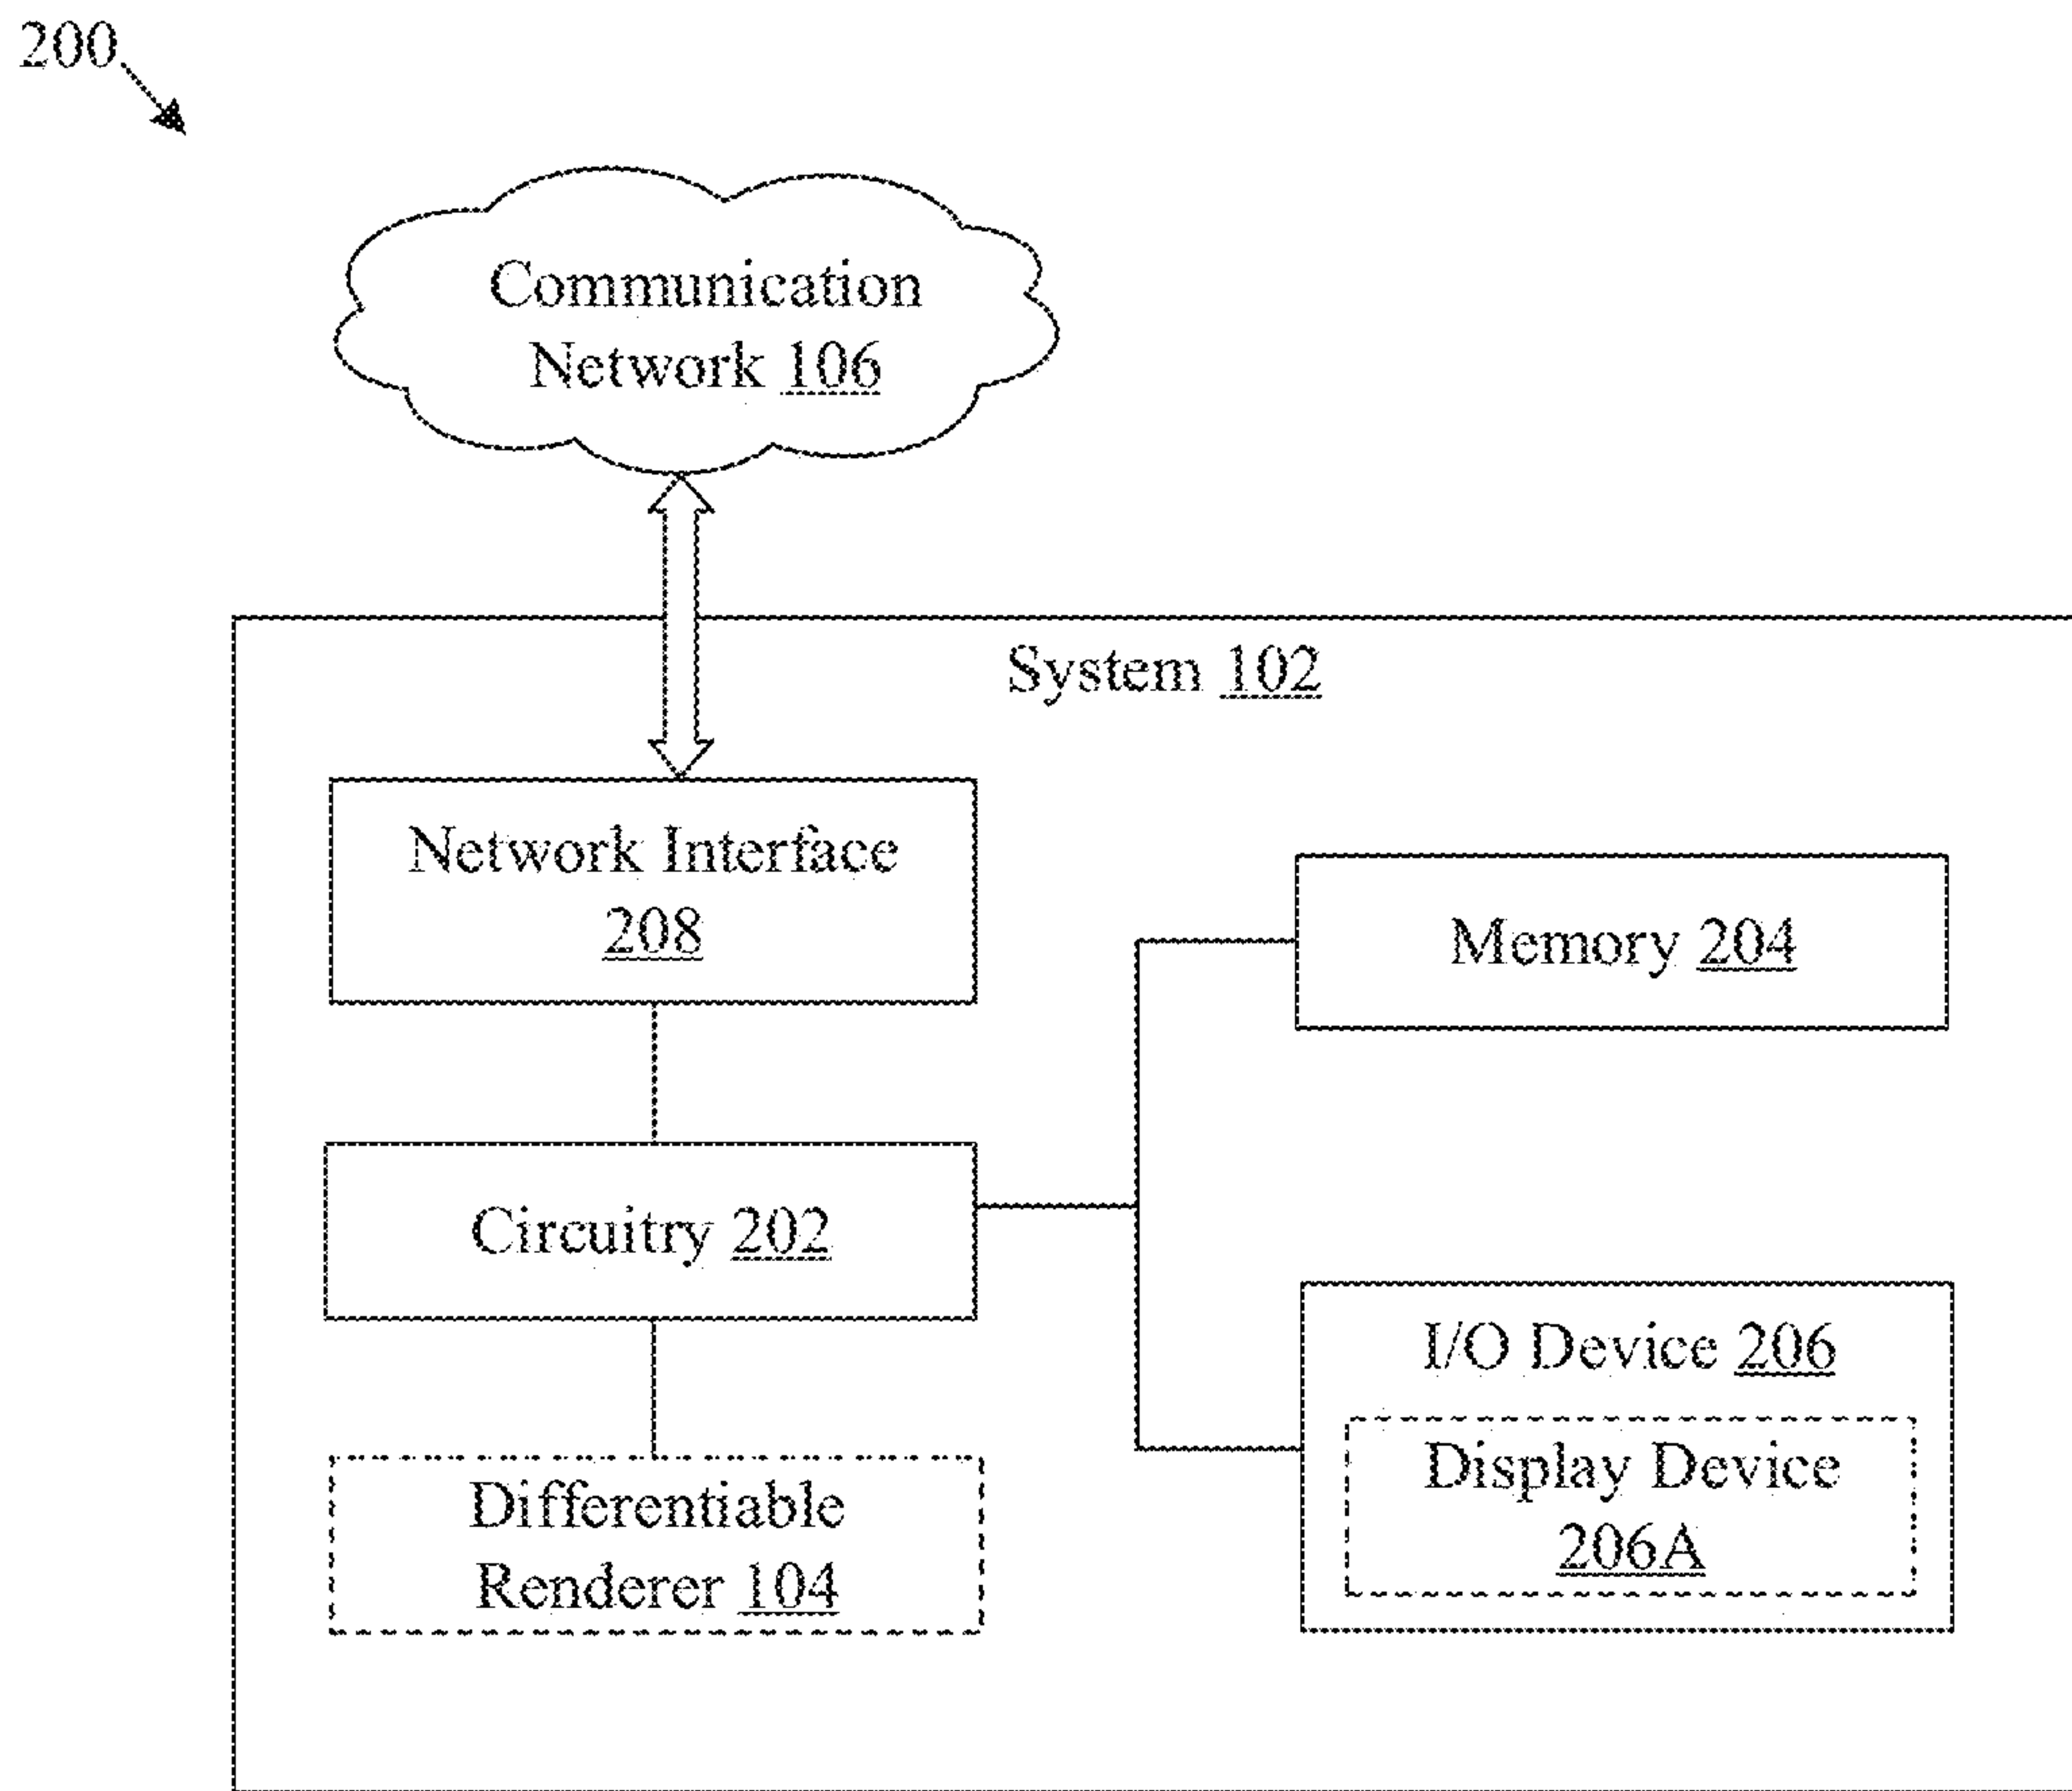 200
Communication
Network 106
System 102
Network Interface
208
Memory 204
Circuitry 202
I/O Device 206
Display Device
206A
Differentiable
Renderer 104